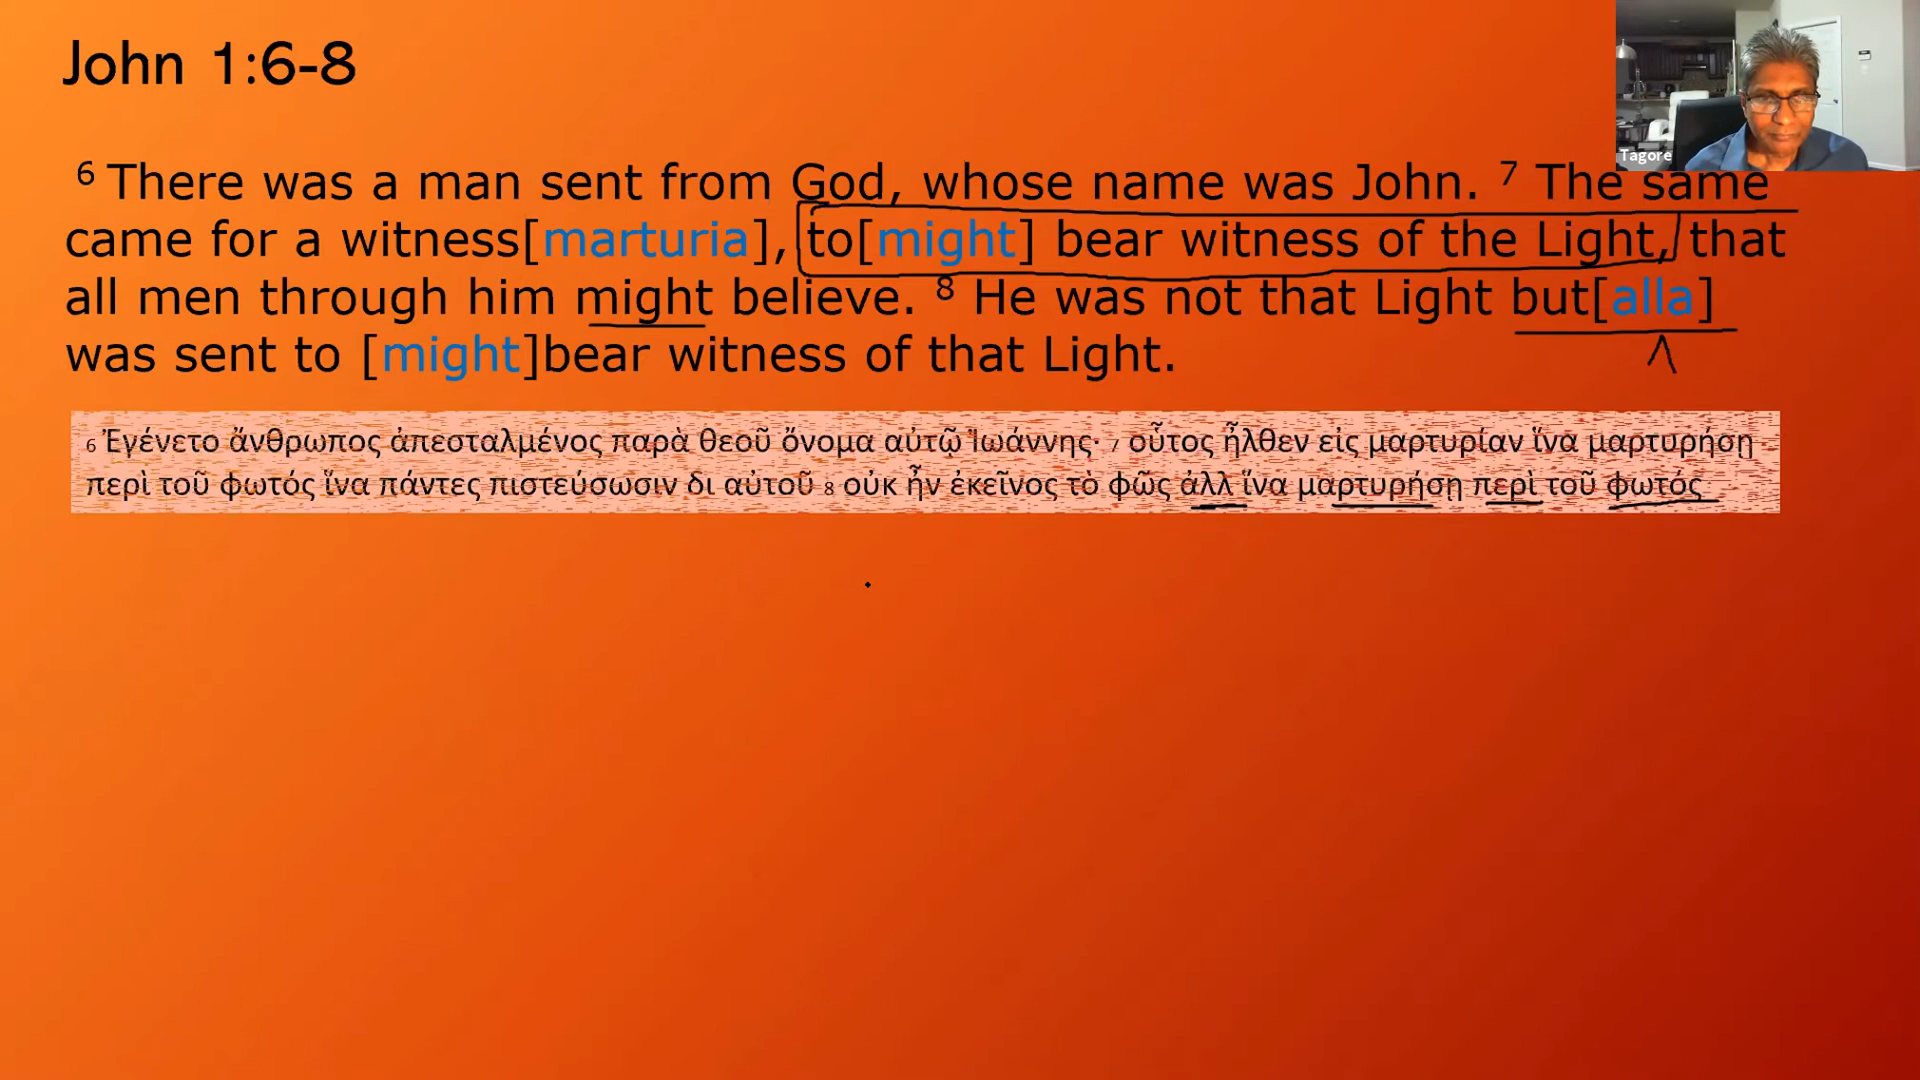 John 1:6-8
Tagore
6 There was a man sent from God, whose name was John. 7 The same
came for a witness[marturia], to[might] bear witness of the Light, that
all men through him might believe. 8 He was not that Light but[alla]
was sent to [might]bear witness of that Light.
6 Ἐγένετο ἄνθρωπος ἀπεσταλμένος παρὰ θεοῦ ὄνομα αὐτῷ Ἰωάννης· 7 οὗτος ἦλθεν εἰς μαρτυρίαν ἵνα μαρτυρήσῃ
περὶ τοῦ φωτός ἵνα πάντες πιστεύσωσιν δι αὐτοῦ 8 οὐκ ἦν ἐκεῖνος τὸ φῶς ἀλλ ἵνα μαρτυρήσῃ περὶ τοῦ φωτός